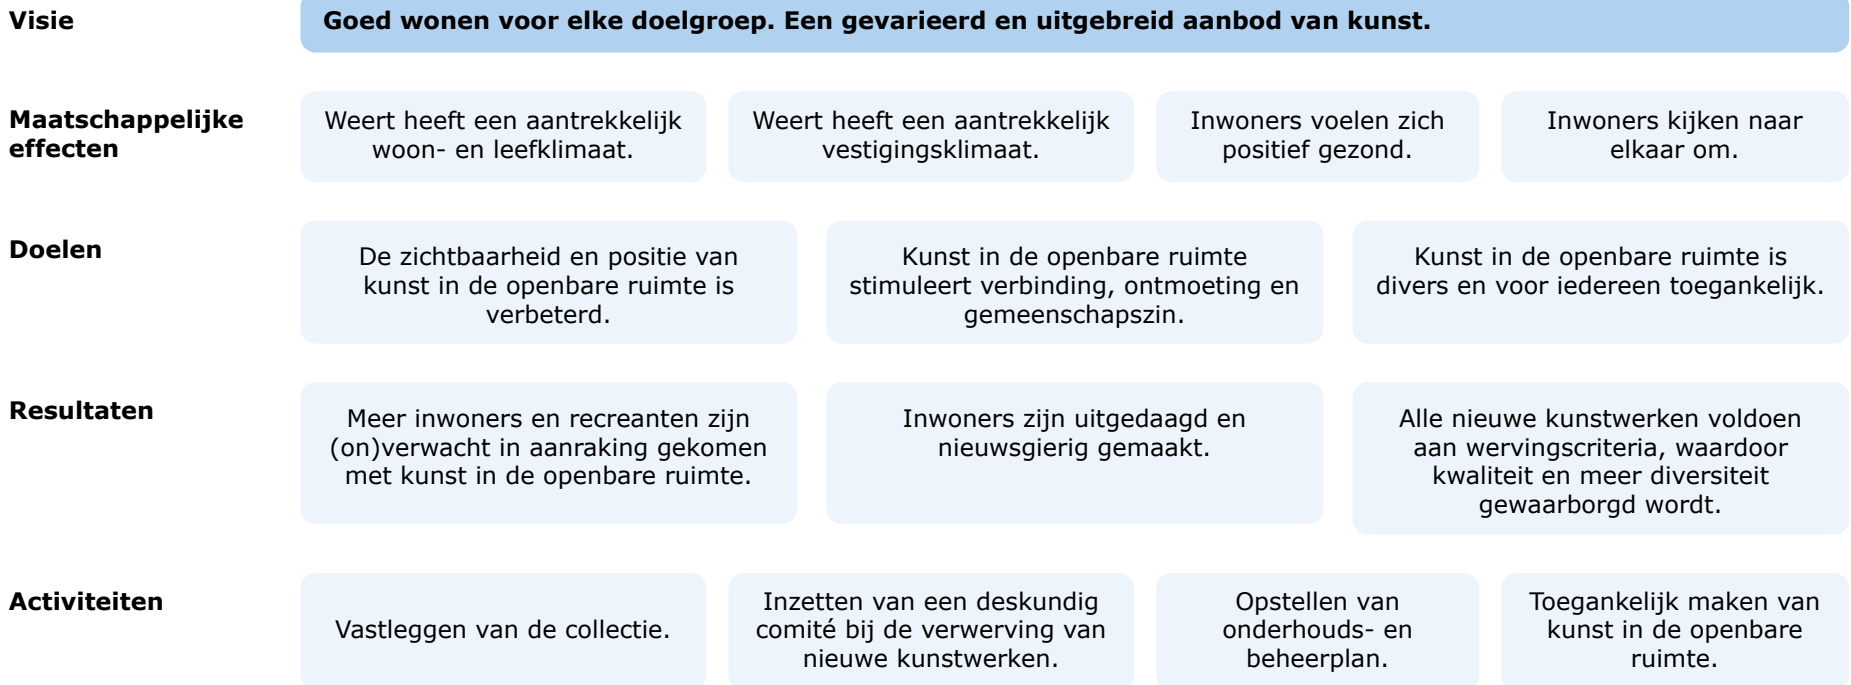 Visie
Goed wonen voor elke doelgroep. Een gevarieerd en uitgebreid aanbod van kunst.
Maatschappelijke
effecten
Weert heeft een aantrekkelijk
woon- en leefklimaat.
Weert heeft een aantrekkelijk
vestigingsklimaat.
Inwoners voelen zich
positief gezond.
Inwoners kijken naar
elkaar om.
Doelen
De zichtbaarheid en positie van
kunst in de openbare ruimte is
verbeterd.
Kunst in de openbare ruimte
stimuleert verbinding, ontmoeting en
gemeenschapszin.
Kunst in de openbare ruimte is
divers en voor iedereen toegankelijk.
Resultaten
Meer inwoners en recreanten zijn
(on)verwacht in aanraking gekomen
met kunst in de openbare ruimte.
Inwoners zijn uitgedaagd en
nieuwsgierig gemaakt.
Alle nieuwe kunstwerken voldoen
aan wervingscriteria, waardoor
kwaliteit en meer diversiteit
gewaarborgd wordt.
Activiteiten
Vastleggen van de collectie.
Inzetten van een deskundig
comité bij de verwerving van
nieuwe kunstwerken.
Opstellen van
onderhouds- en
beheerplan.
Toegankelijk maken van
kunst in de openbare
ruimte.